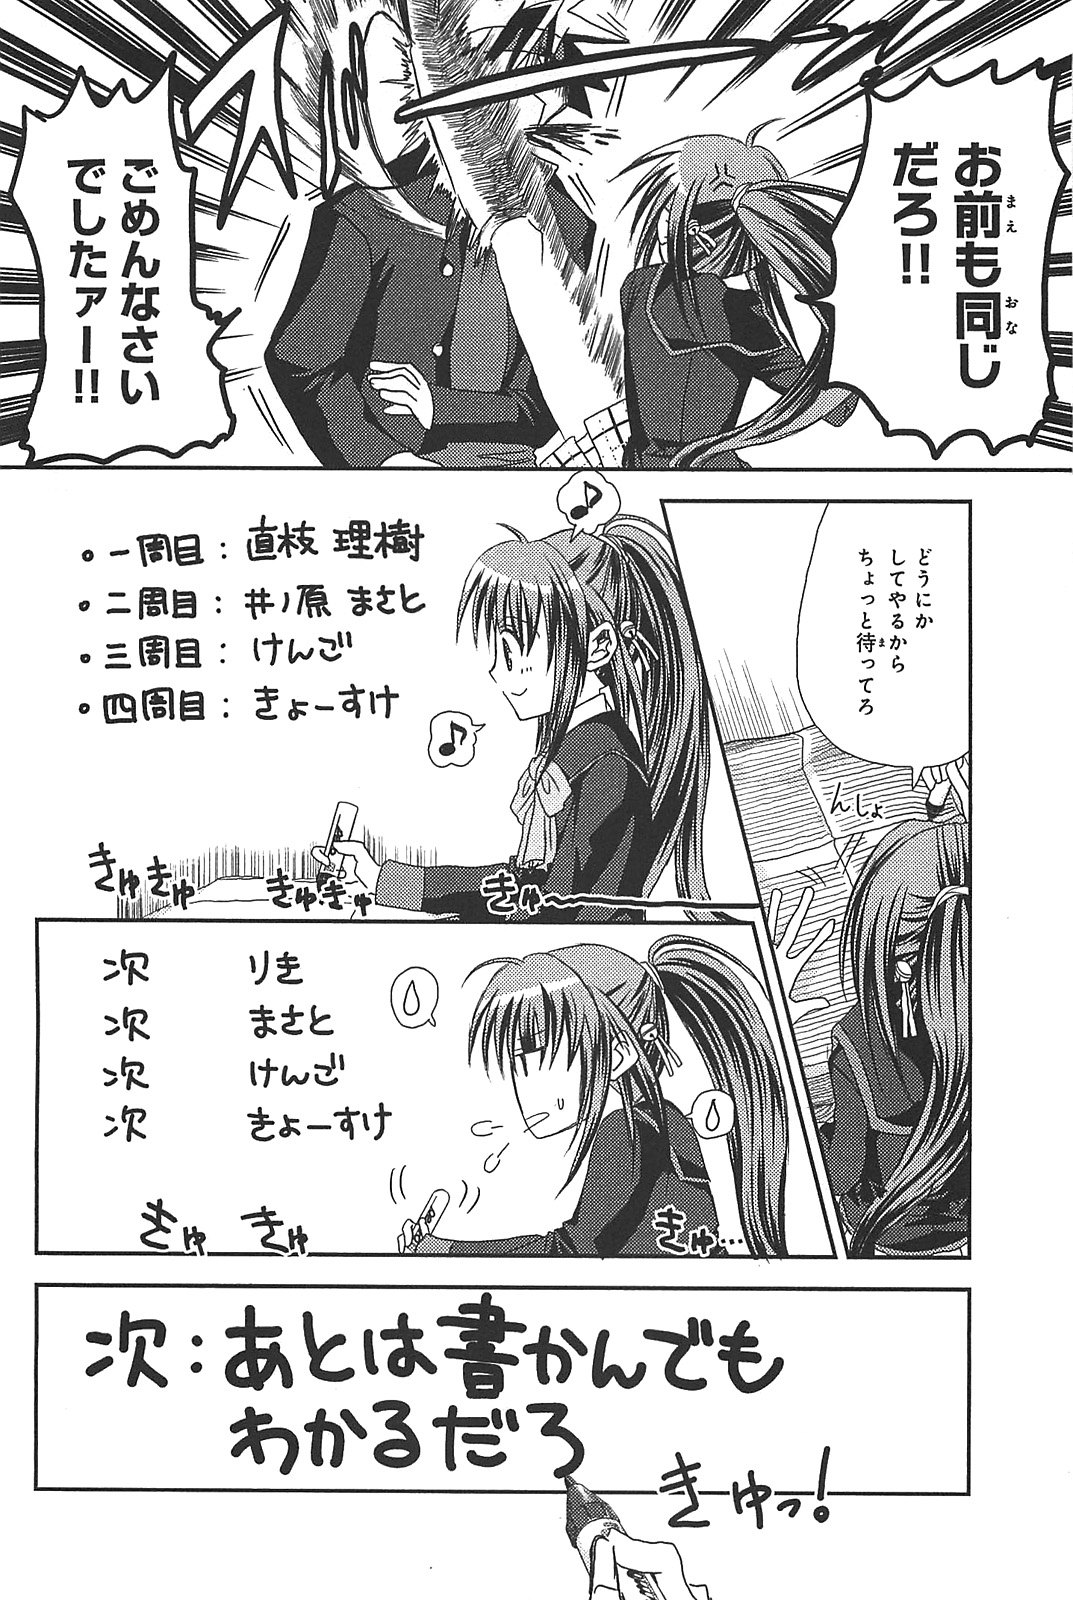 お前も同じ
だろ!!
まえ
おな
ごめんなさい
でしたァー!!
どうにか
してやるから
ちょっと待ってろ
ま
んしょ
・一周目：直枝 理樹
・二周目：井ノ原 まさと
・三周目：けんご
・四周目：きょーすけ
きゅきゅ
きゅきゅ
きゅ〜
次 りき
次 まさと
次 けんご
次 きょーすけ
きゅ
きゅ
きゅ…
次：あとは書かんでも
わかるだろ
きゅっ!